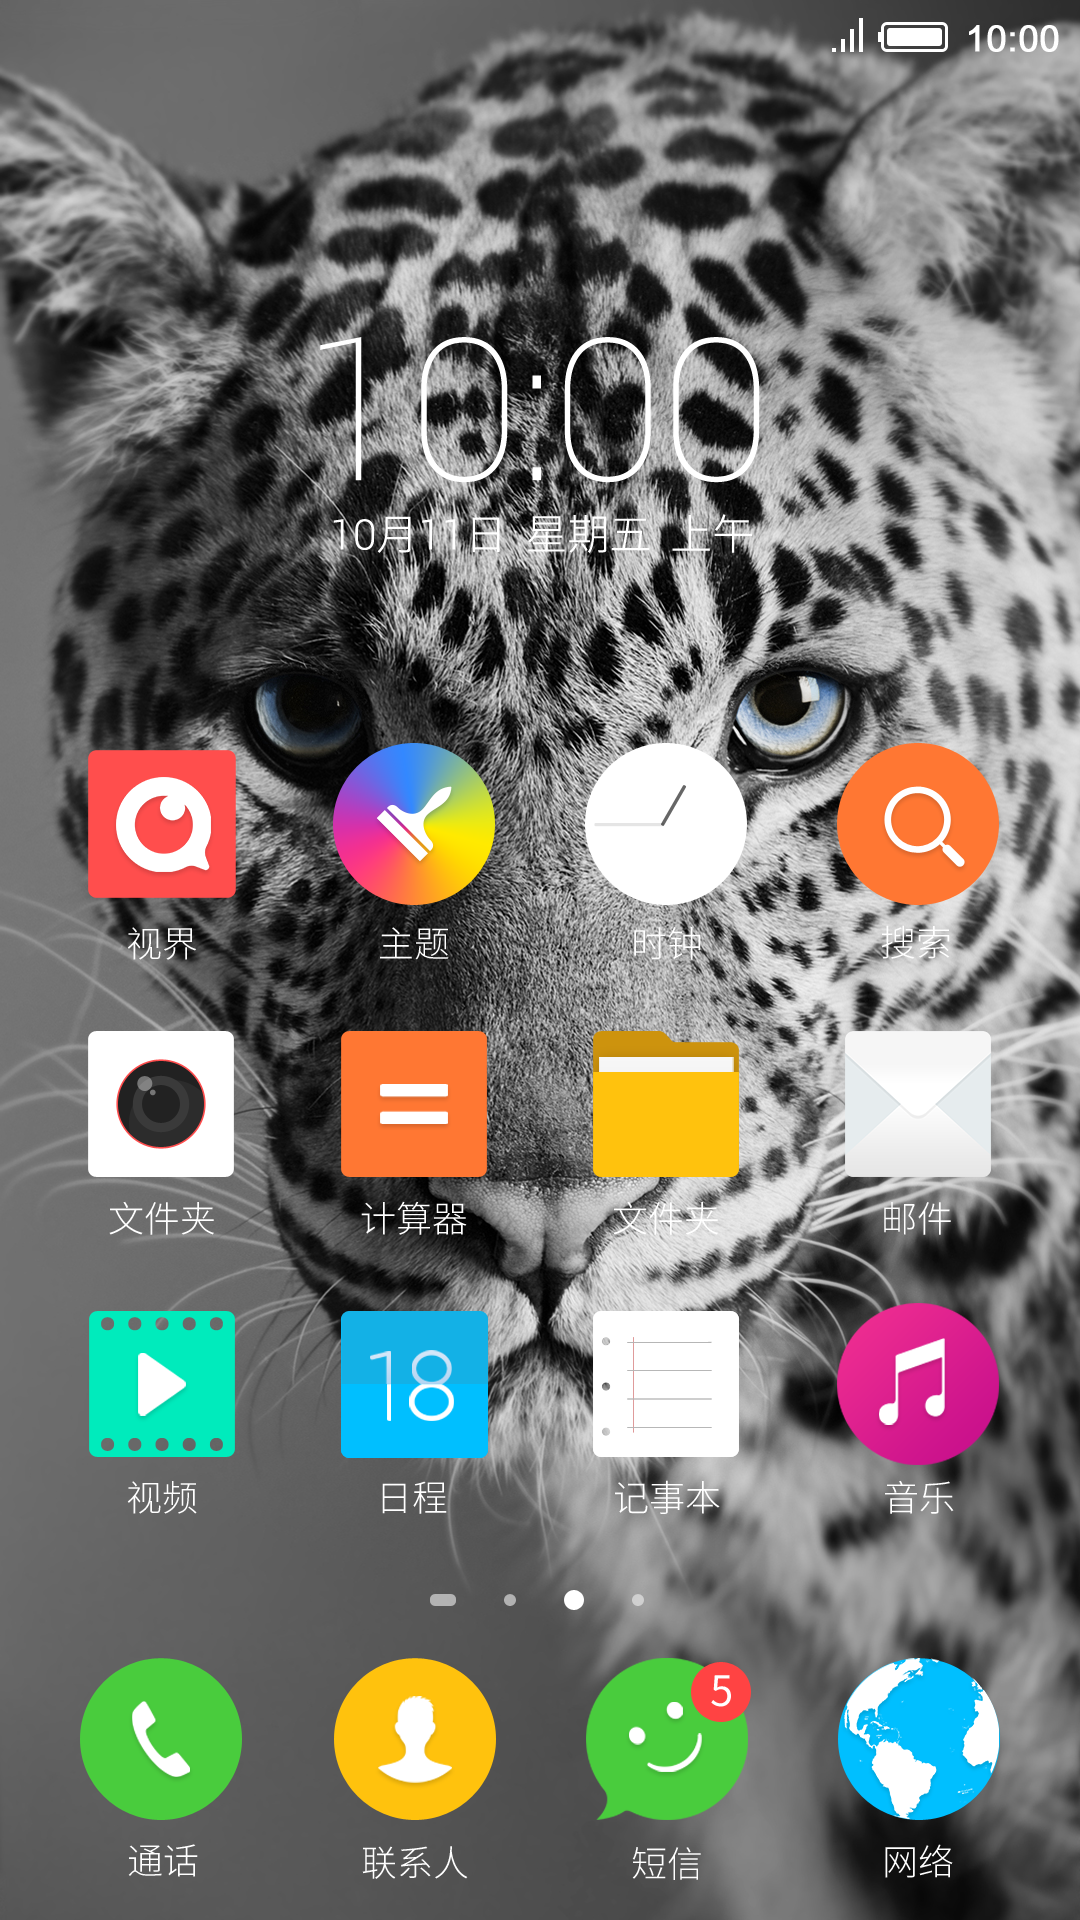 10:00
10:00
10月11日 星期五 上午
视界 主题 时钟 搜索
文件夹 计算器 文件夹 邮件
18
视频 日程 记事本 音乐
5
通话 联系人 短信 网络